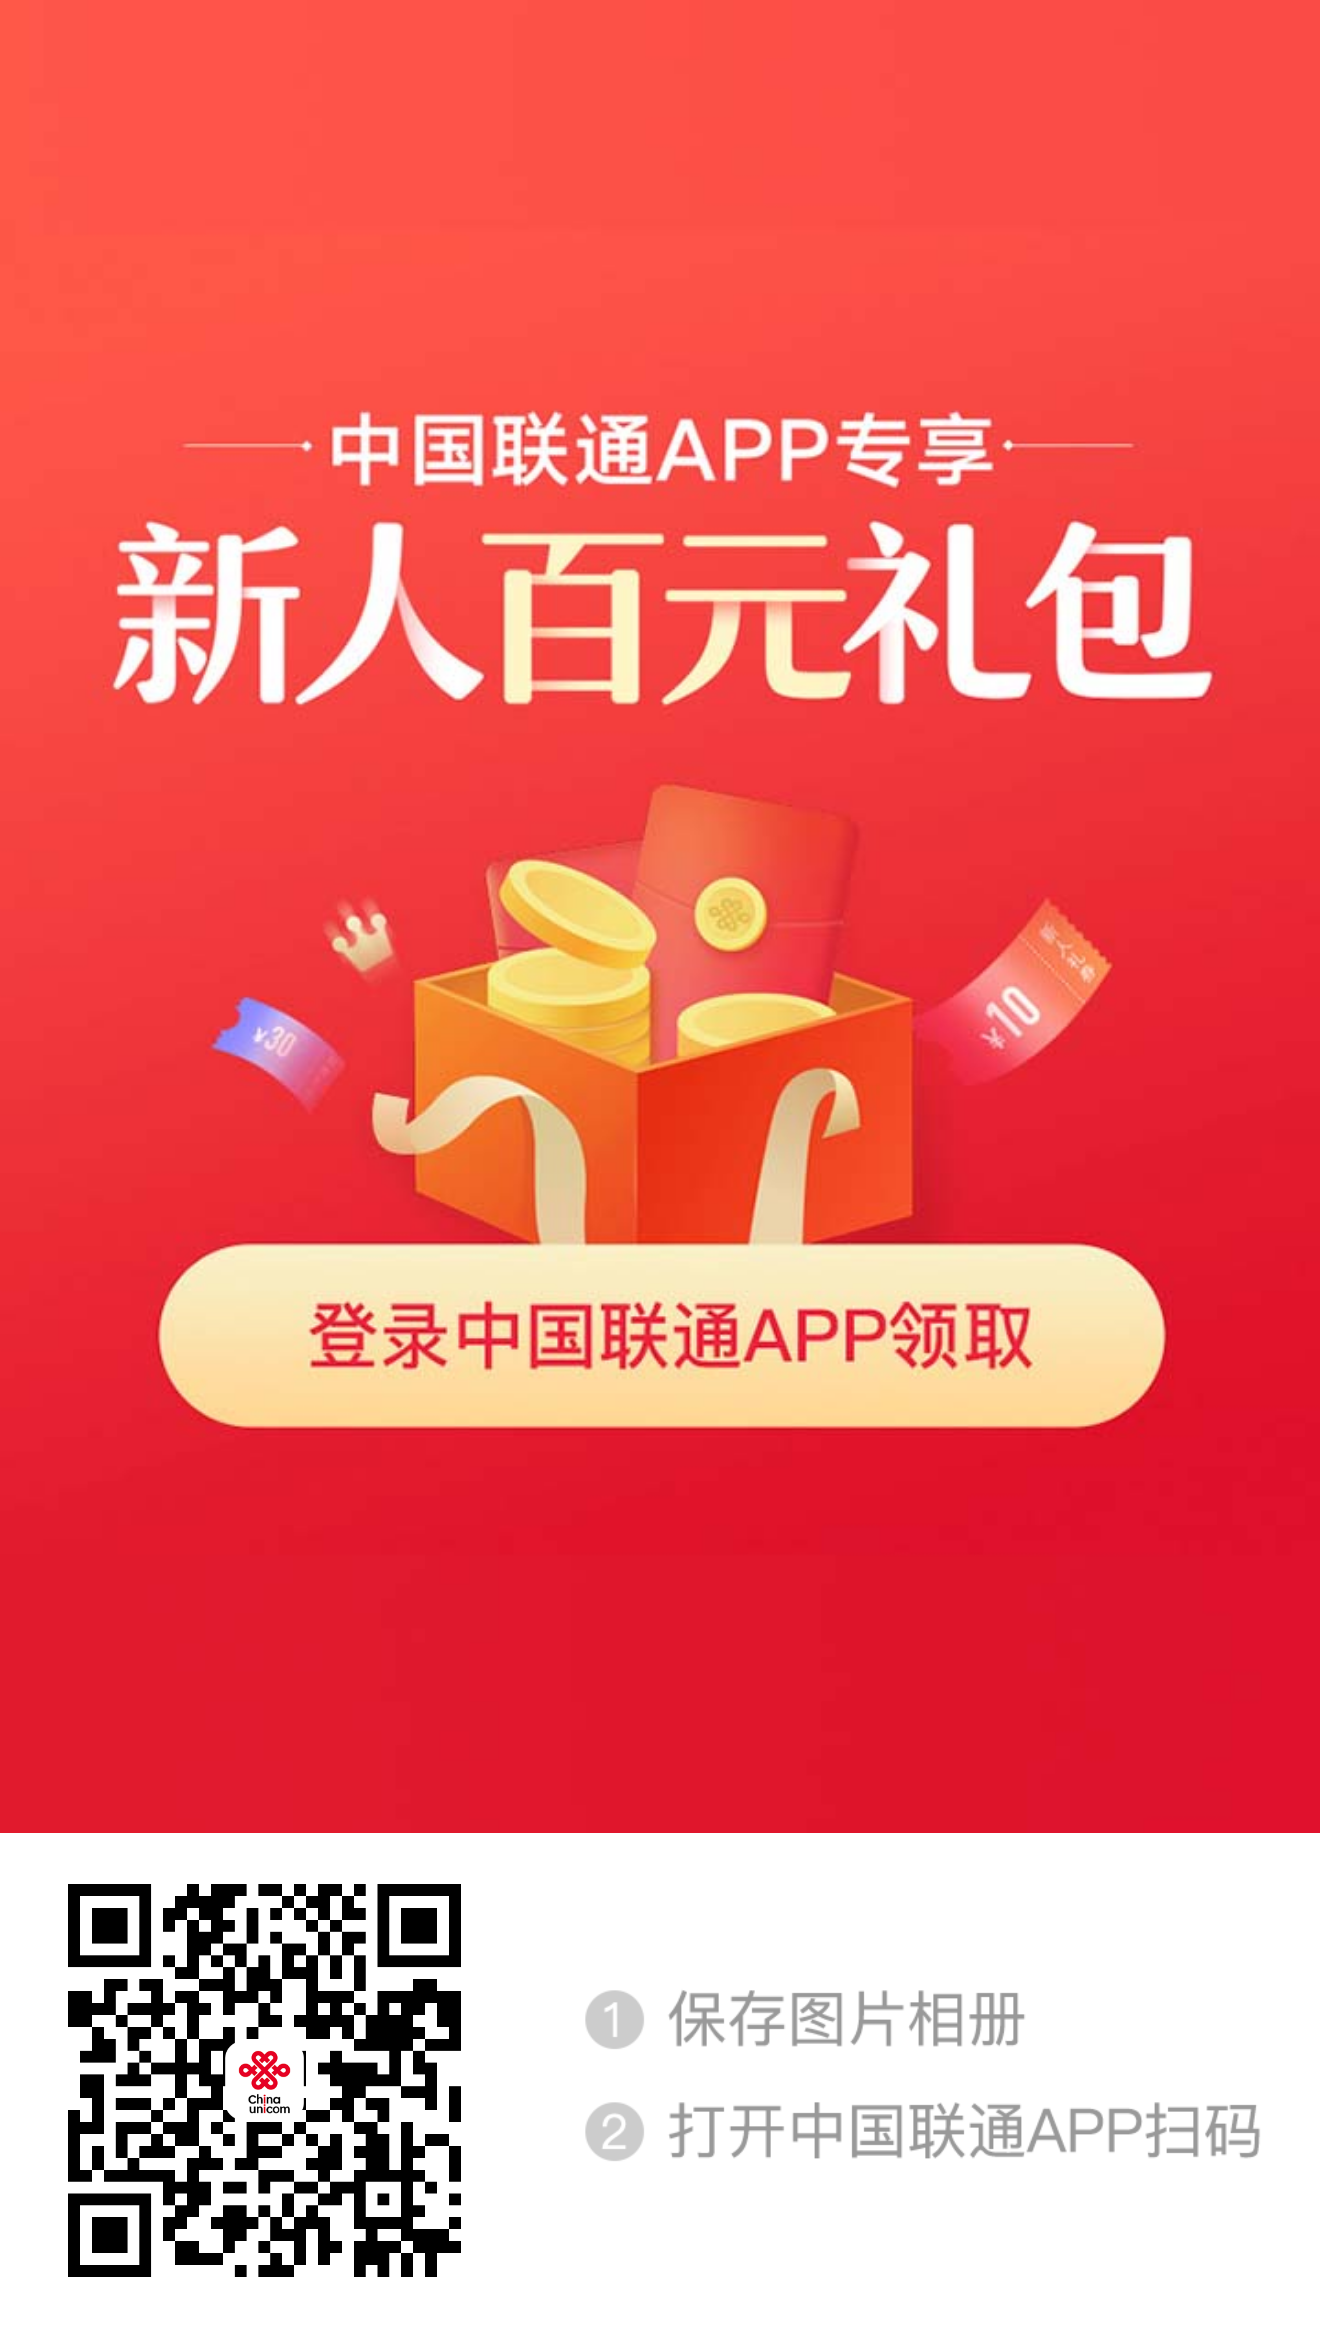 中国联通APP专享
新人百元礼包
¥30
新人礼券
¥10
登录中国联通APP领取
China
unicom
1 保存图片相册
2 打开中国联通APP扫码